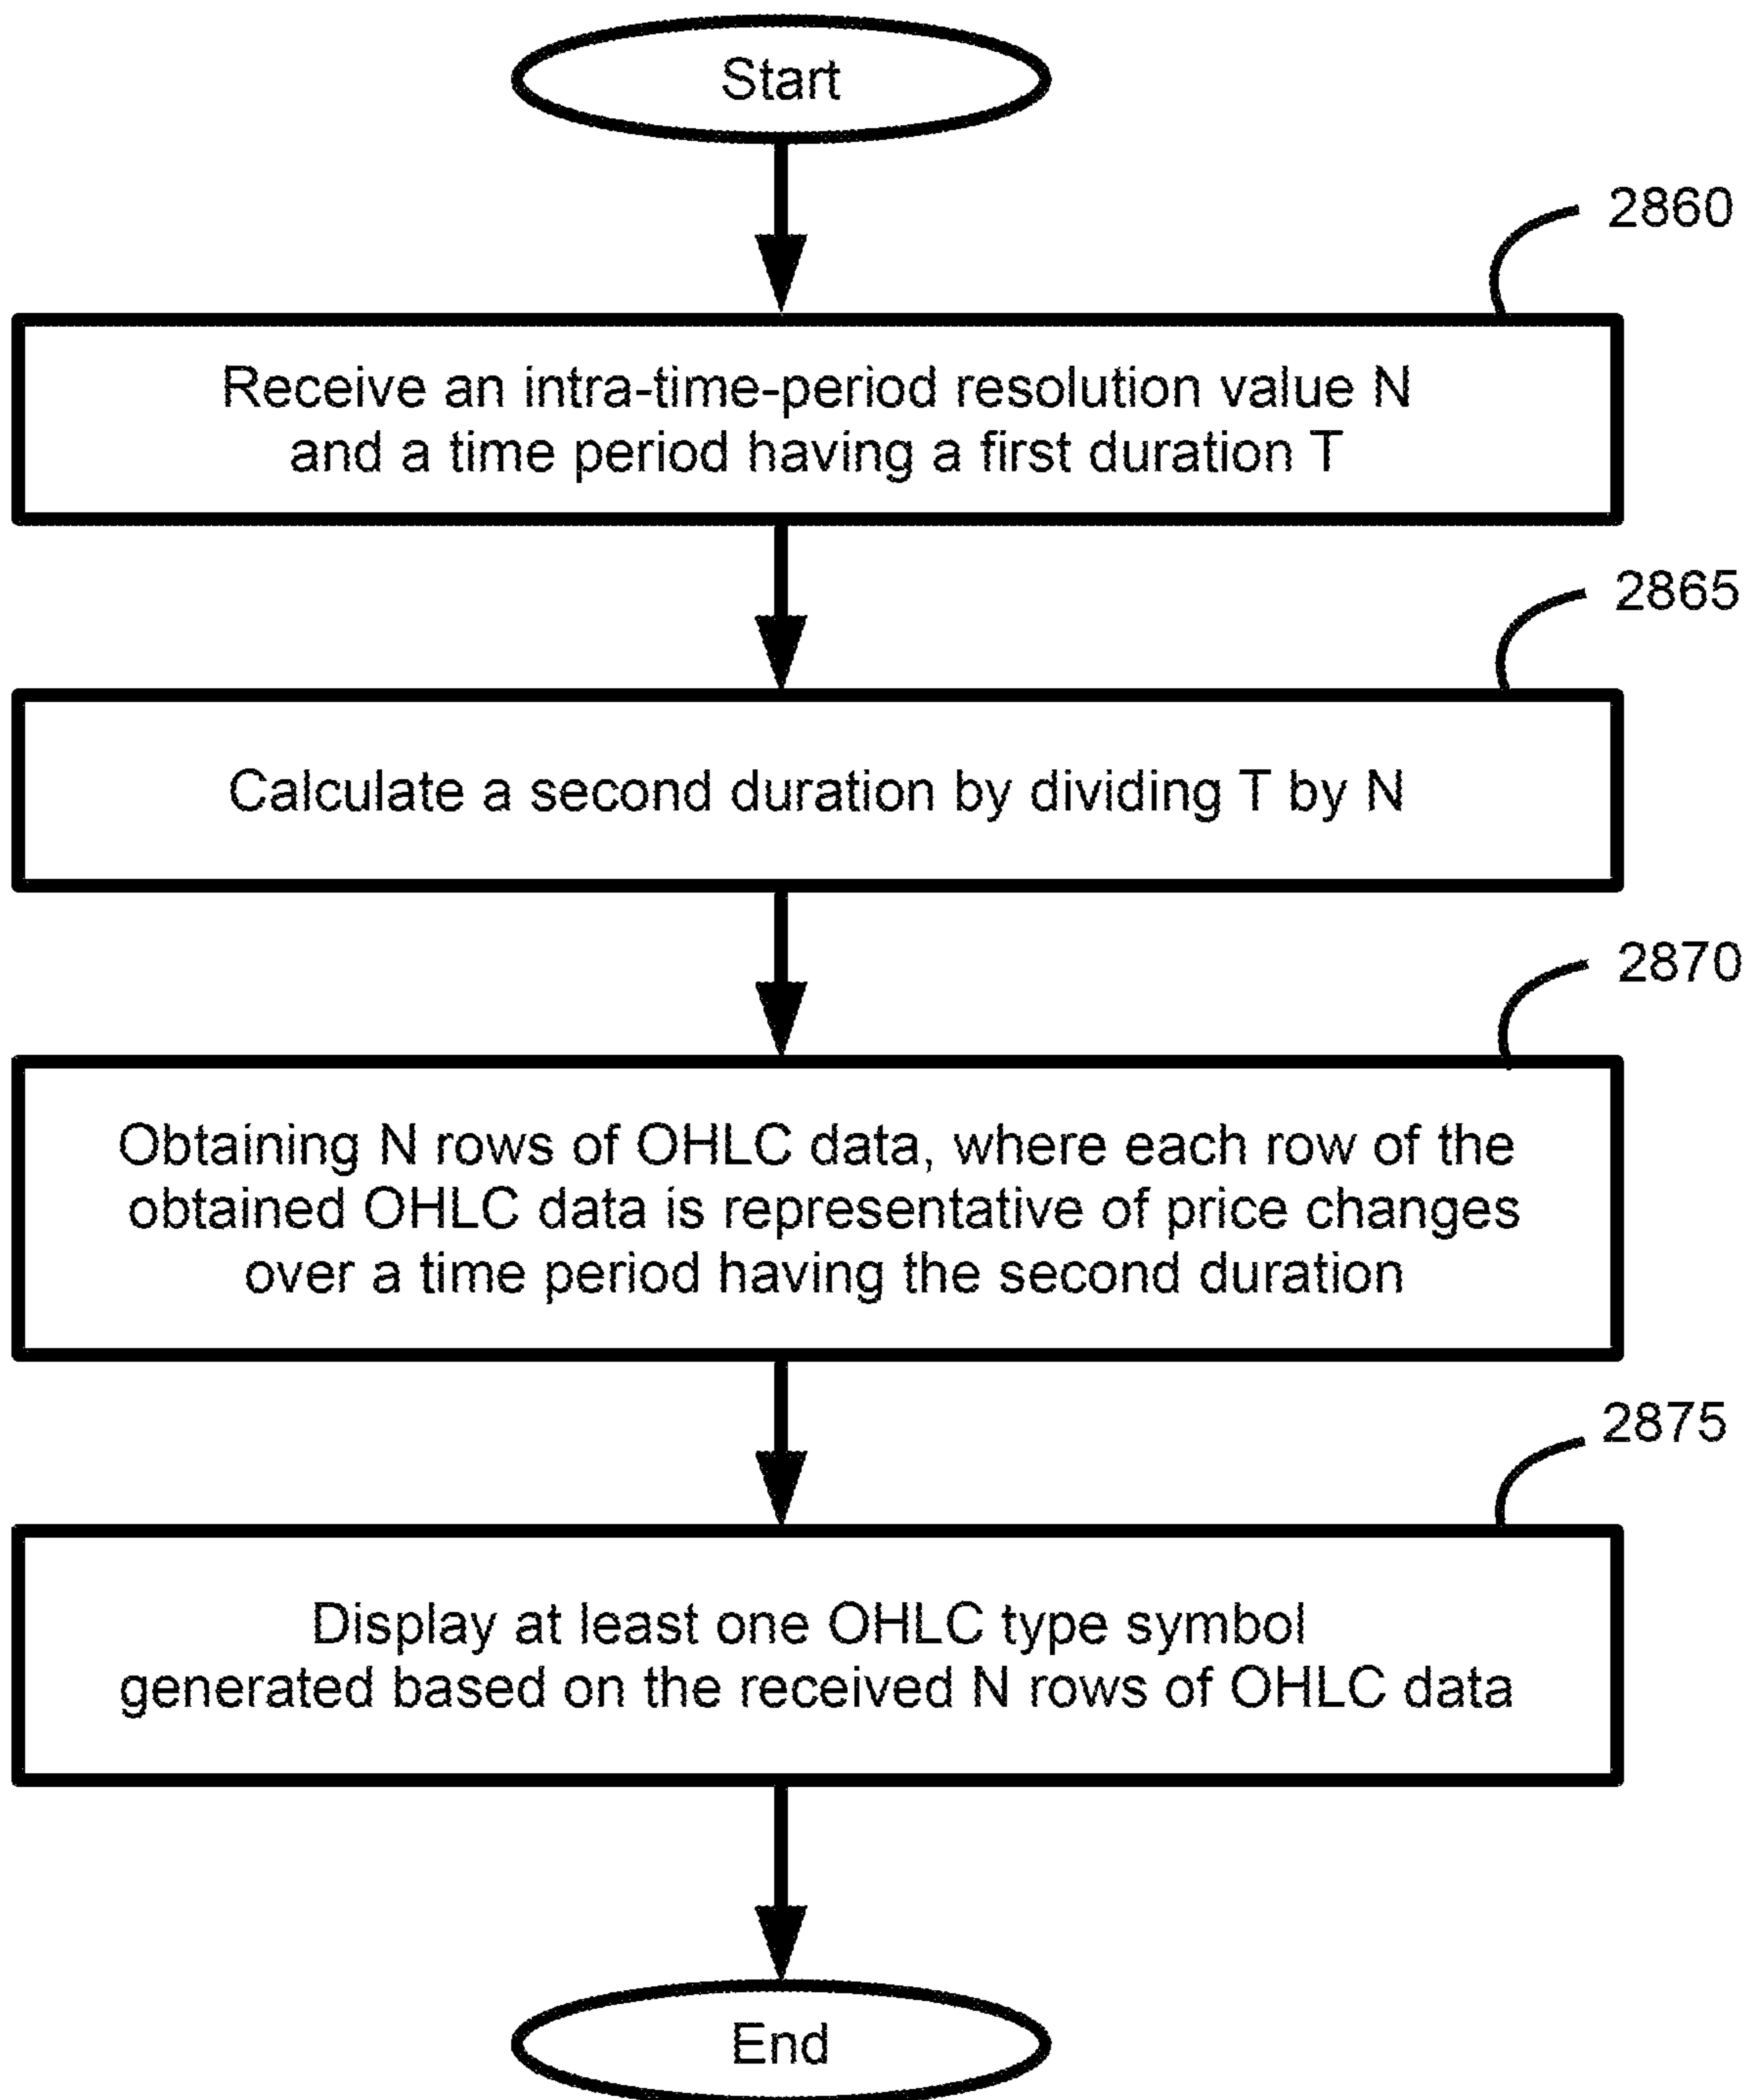 Start
2860
Receive an intra-time-period resolution value N
and a time period having a first duration T
2865
Calculate a second duration by dividing T by N
2870
Obtaining N rows of OHLC data, where each row of the
obtained OHLC data is representative of price changes
over a time period having the second duration
2875
Display at least one OHLC type symbol
generated based on the received N rows of OHLC data
End